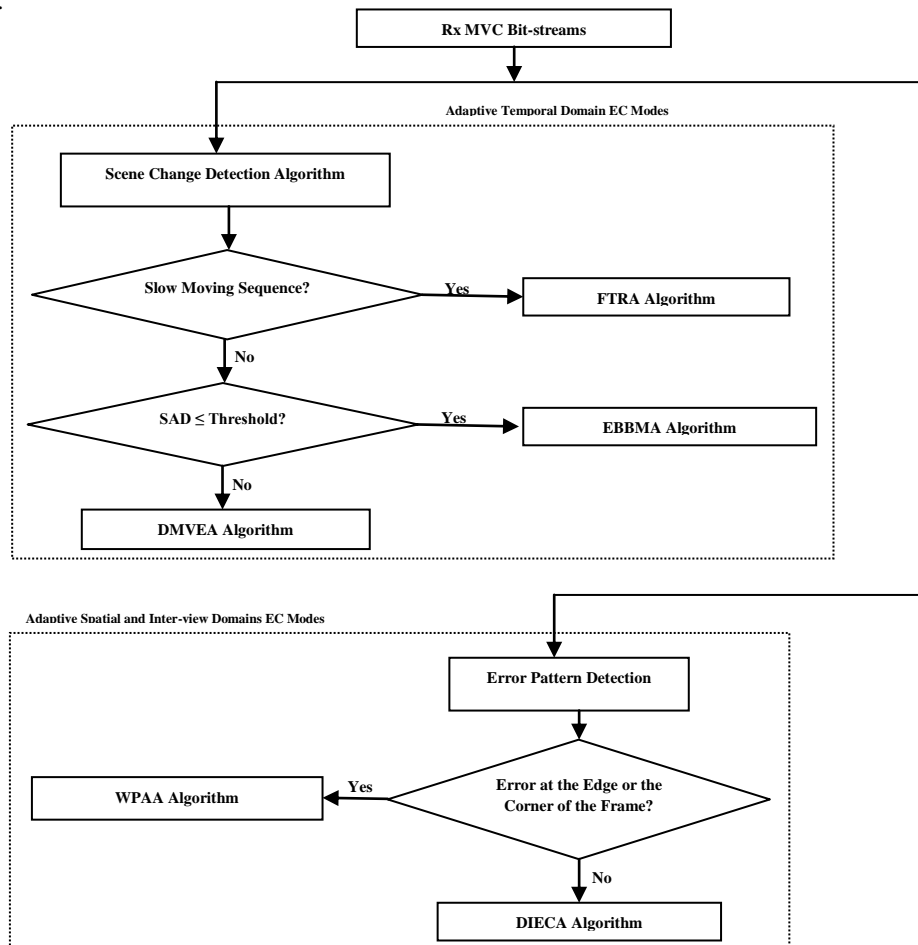 Rx MVC Bit-streams
Adaptive Temporal Domain EC Modes
Scene Change Detection Algorithm
Slow Moving Sequence?
Yes
FTRA Algorithm
No
SAD ≤ Threshold?
Yes
EBBMA Algorithm
No
DMVEA Algorithm
Adaptive Spatial and Inter-view Domains EC Modes
Error Pattern Detection
Error at the Edge or the
Corner of the Frame?
Yes
WPAA Algorithm
No
DIECA Algorithm